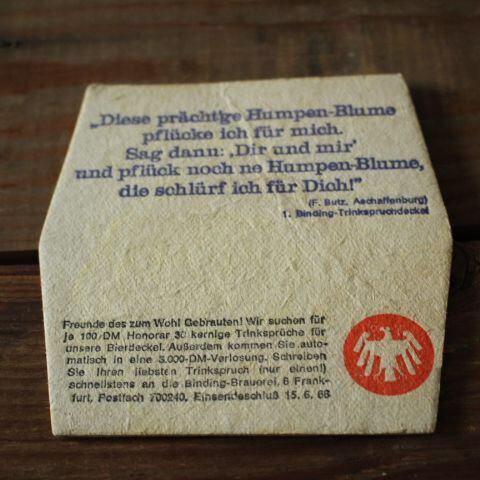 „Diese prächtige Humpen-Blume
pflücke ich für mich.
Sag dann: ‚Dir und mir'
und pflück noch ne Humpen-Blume,
die schlürf ich für Dich!"
(F. Butz, Aschaffenburg)
1. Binding-Trinkspruchdeckel
Freunde des zum Wohl Gebrauten! Wir suchen für
je 100 DM Honorar 30 kernige Trinksprüche für
unsere Bierdeckel. Außerdem kommen Sie auto-
matisch in eine 3.000-DM-Verlosung. Schreiben
Sie Ihren liebsten Trinkspruch (nur einen!)
schnellstens an die Binding-Brauerei, 6 Frank-
furt, Postfach 700240, Einsendeschluß 15. 6. 68